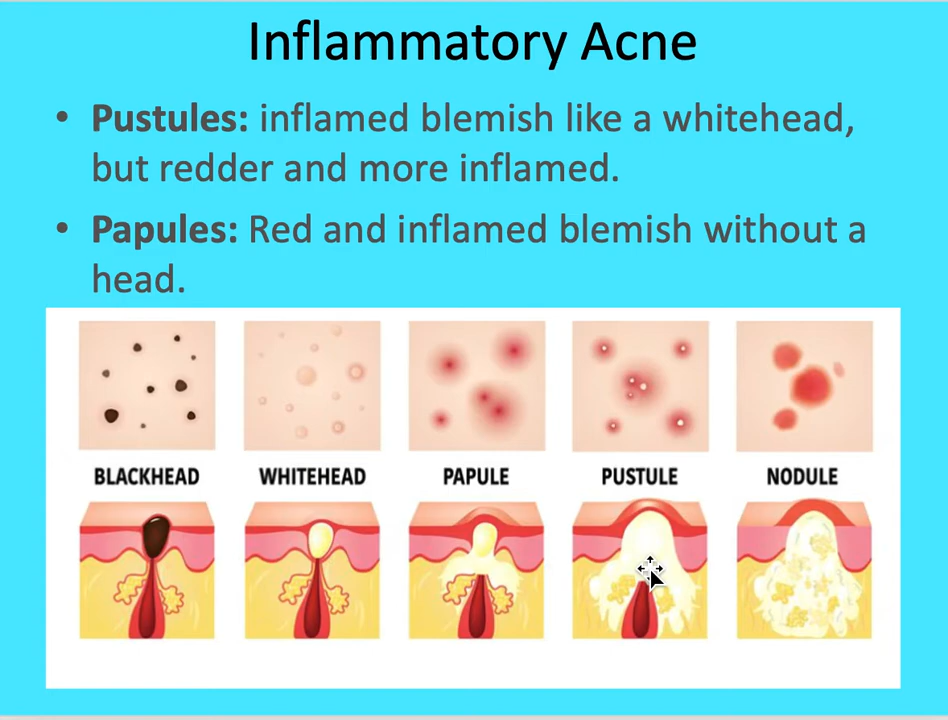 Inflammatory Acne
• Pustules: inflamed blemish like a whitehead,
but redder and more inflamed.
• Papules: Red and inflamed blemish without a
head.
BLACKHEAD WHITEHEAD PAPULE PUSTULE NODULE